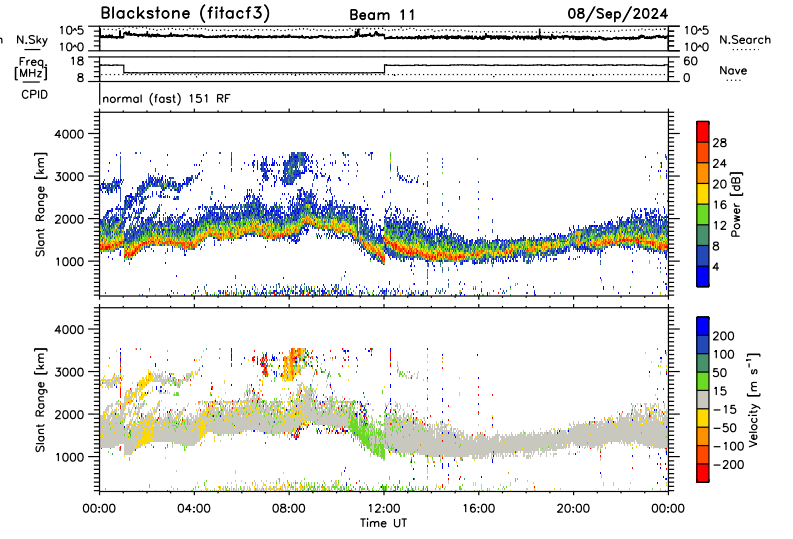 Blackstone (fitacf3)
Beam 11
08/Sep/2024
n
N.Sky
10^5
10^0
10^5
10^0
N.Search
Freq.
[MHz]
18
8
60
0
Nave
CPID
normal (fast) 151 RF
Slant Range [km]
4000
3000
2000
1000
28
24
20
16
12
8
4
Power [dB]
Slant Range [km]
4000
3000
2000
1000
200
100
50
15
-15
-50
-100
-200
Velocity [m s⁻¹]
00:00
04:00
08:00
12:00
16:00
20:00
00:00
Time UT